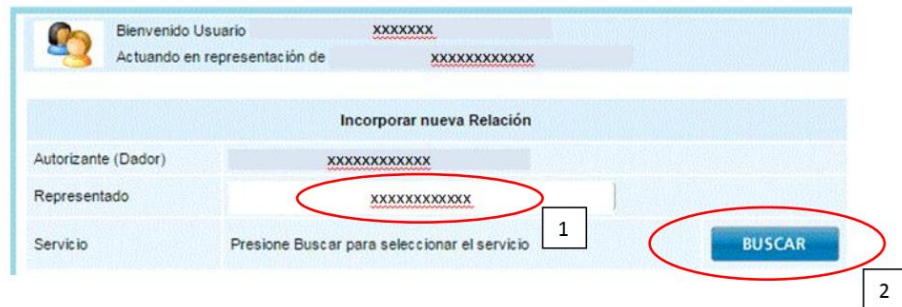 Bienvenido Usuario xxxxxxx
Actuando en representación de xxxxxxxxxxxx
Incorporar nueva Relación
Autorizante (Dador) xxxxxxxxxxxx
Representado xxxxxxxxxxxx
1
Servicio Presione Buscar para seleccionar el servicio BUSCAR
2